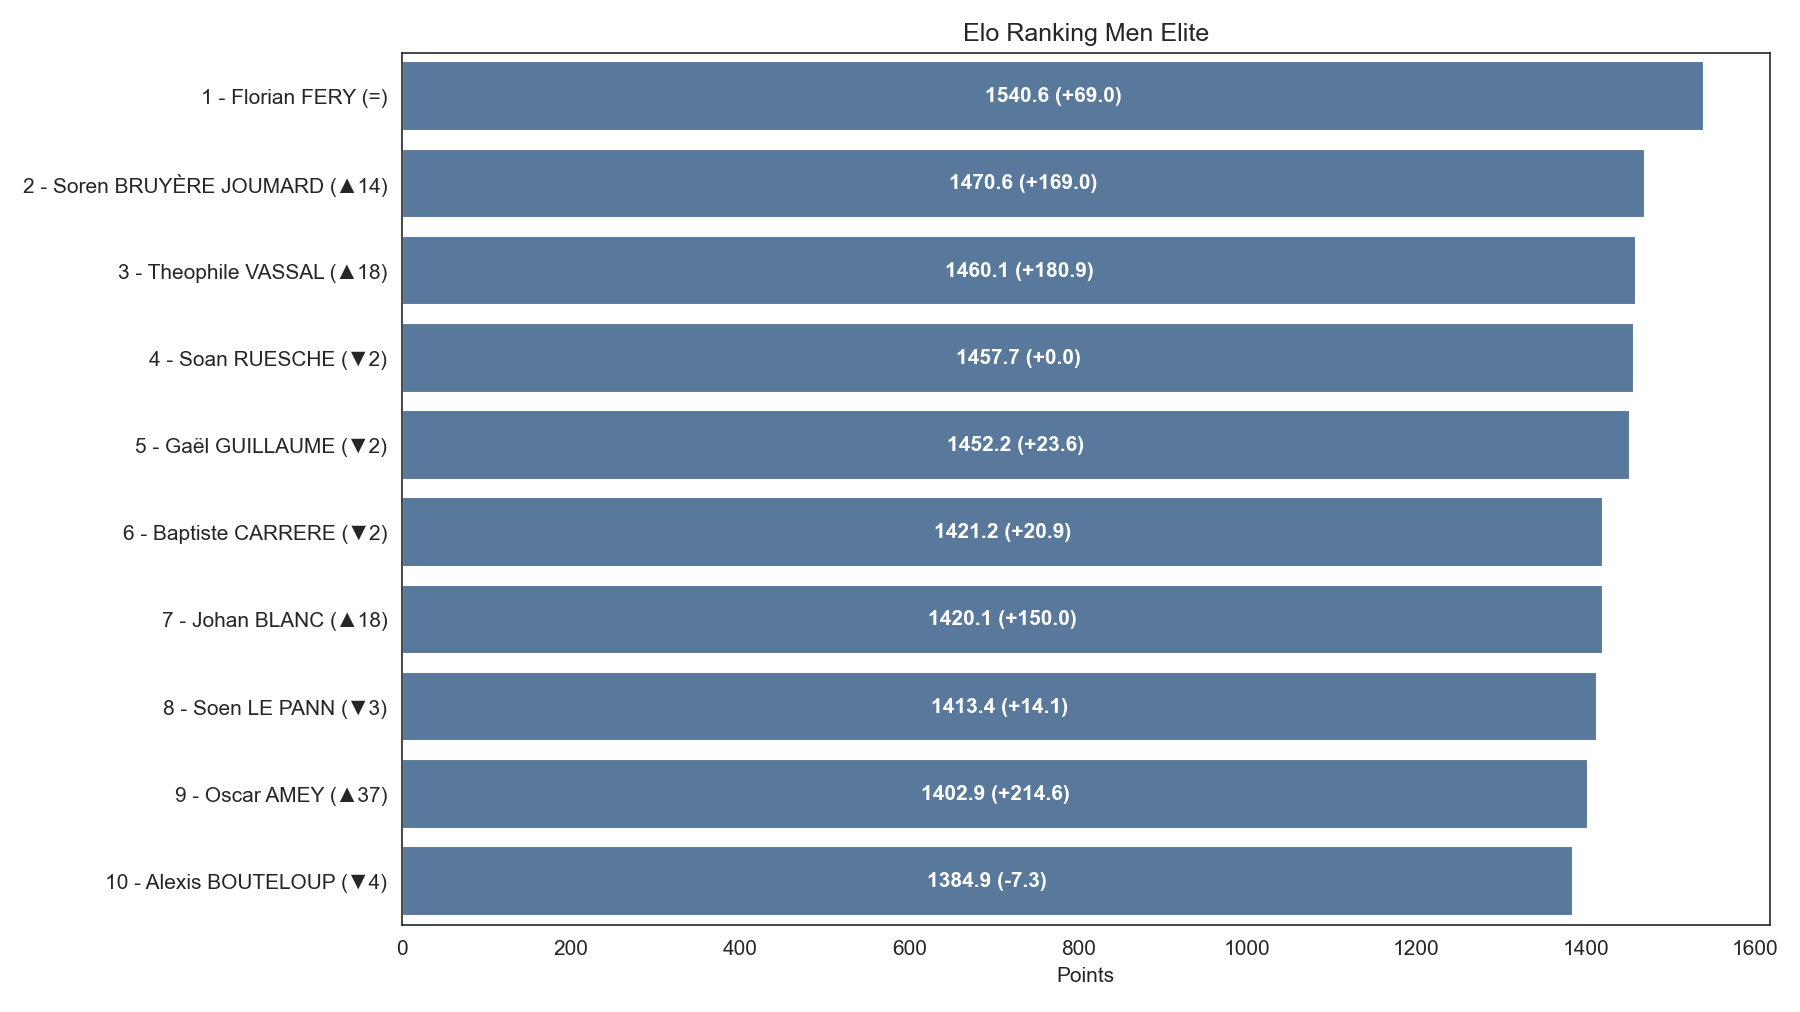 Elo Ranking Men Elite
1 - Florian FERY (=)
1540.6 (+69.0)
2 - Soren BRUYÈRE JOUMARD (▲14)
1470.6 (+169.0)
3 - Theophile VASSAL (▲18)
1460.1 (+180.9)
4 - Soan RUESCHE (▼2)
1457.7 (+0.0)
5 - Gaël GUILLAUME (▼2)
1452.2 (+23.6)
6 - Baptiste CARRERE (▼2)
1421.2 (+20.9)
7 - Johan BLANC (▲18)
1420.1 (+150.0)
8 - Soen LE PANN (▼3)
1413.4 (+14.1)
9 - Oscar AMEY (▲37)
1402.9 (+214.6)
10 - Alexis BOUTELOUP (▼4)
1384.9 (-7.3)
0 200 400 600 800 1000 1200 1400 1600
Points